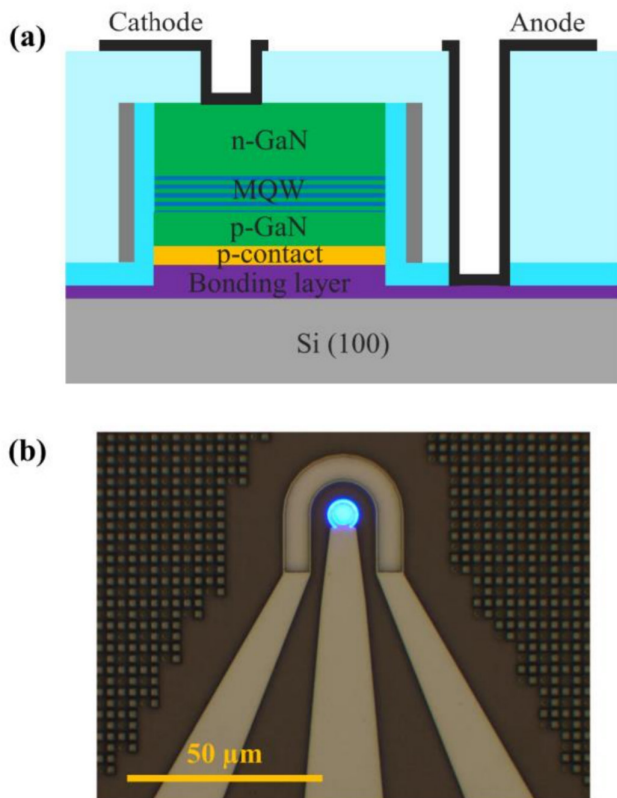 (a)
Cathode Anode
n-GaN
MQW
p-GaN
p-contact
Bonding layer
Si (100)
(b)
50 μm